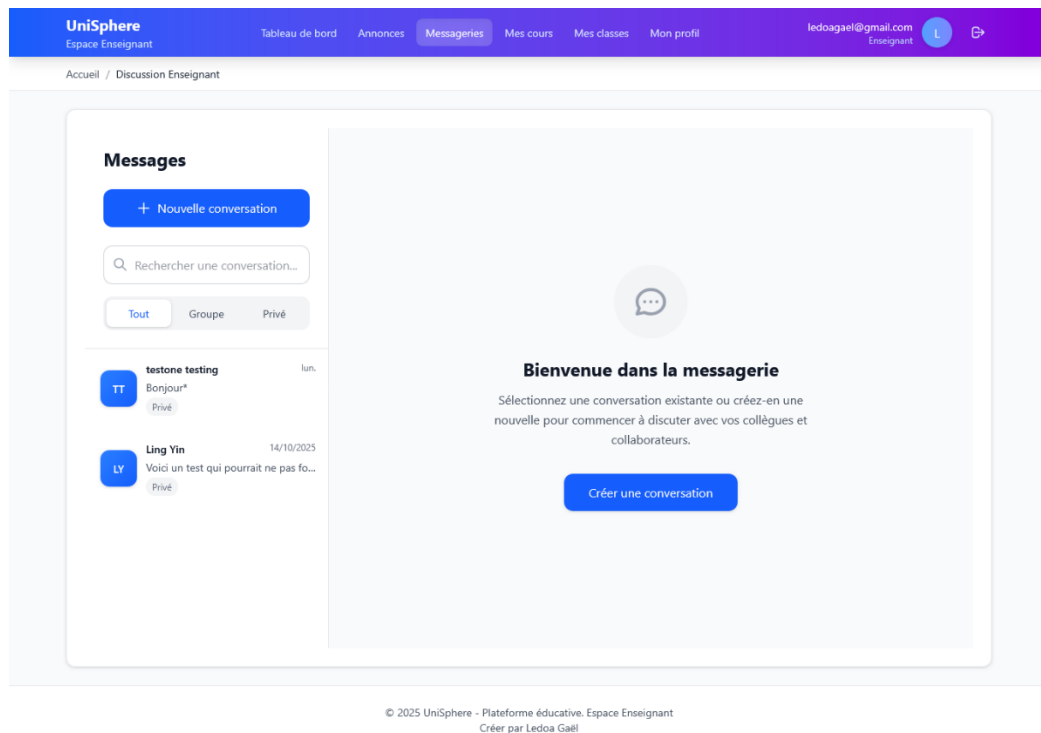 UniSphere
Espace Enseignant
Tableau de bord Annonces Messageries Mes cours Mes classes Mon profil
ledoagael@gmail.com
Enseignant
L
Accueil / Discussion Enseignant
Messages
+ Nouvelle conversation
Rechercher une conversation...
Tout Groupe Privé
TT
testone testing lun.
Bonjour*
Privé
LY
Ling Yin 14/10/2025
Voici un test qui pourrait ne pas fo...
Privé
Bienvenue dans la messagerie
Sélectionnez une conversation existante ou créez-en une
nouvelle pour commencer à discuter avec vos collègues et
collaborateurs.
Créer une conversation
© 2025 UniSphere - Plateforme éducative. Espace Enseignant
Créer par Ledoa Gaël